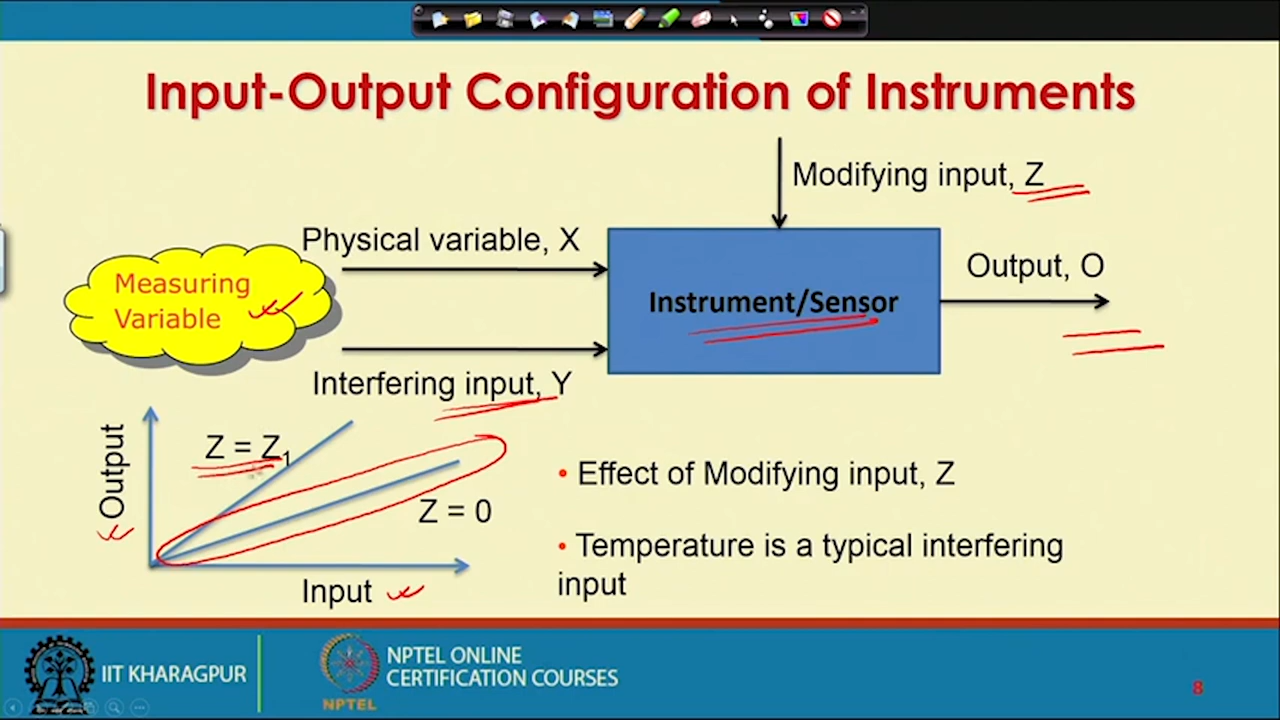 Input-Output Configuration of Instruments
Modifying input, Z
Physical variable, X
Output, O
Measuring
Variable
Instrument/Sensor
Interfering input, Y
Output
Z = Z1
Z = 0
Input
• Effect of Modifying input, Z
• Temperature is a typical interfering
input
IIT KHARAGPUR
NPTEL ONLINE
CERTIFICATION COURSES
NPTEL
8